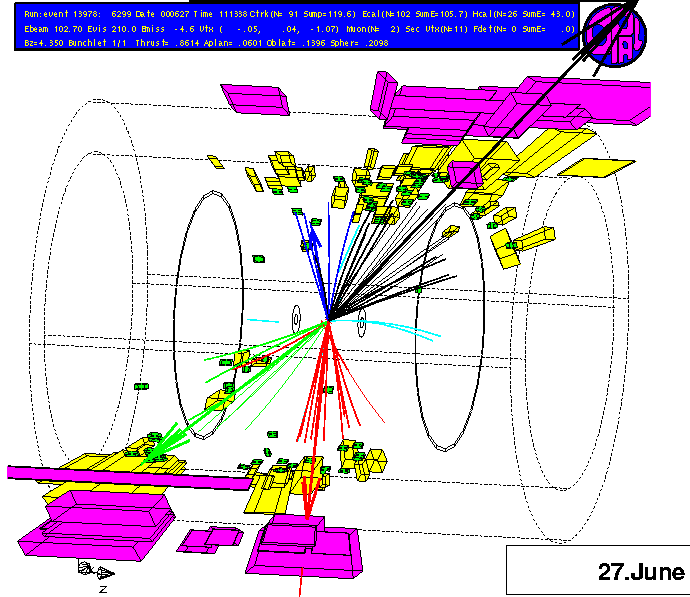 Run:event 13978: 6299 Date 000627 Time 111338 Ctrk(N= 91 Sump=119.6) Ecal(N=102 SumE=105.7) Hcal(N=26 SumE= 43.0)
Ebeam 102.70 Evis 210.0 Emiss -4.6 Vtx ( -.05, .04, -1.07) Muon(N= 2) Sec Vtx(N=11) Fdet(N= 0 SumE= .0)
Bz=4.350 Bunchlet 1/1 Thrust= .8614 Aplan= .0601 Oblat= .1396 Spher= .2098
27.June
Z